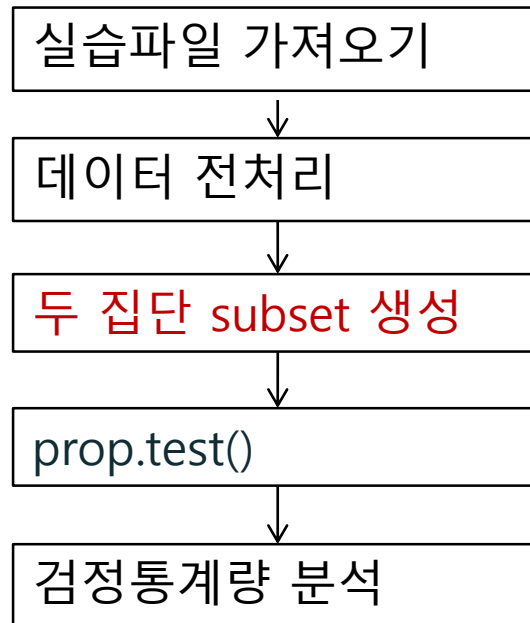 실습파일 가져오기
데이터 전처리
두 집단 subset 생성
prop.test()
검정통계량 분석